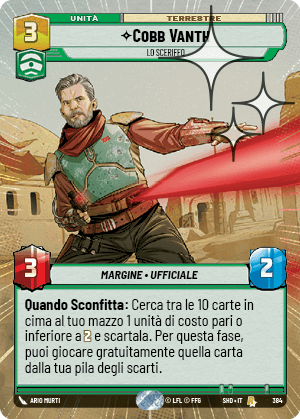 UNITÀ
TERRESTRE
3
✧COBB VANTH
LO SCERIFFO
3
MARGINE • UFFICIALE
2
Quando Sconfitta: Cerca tra le 10 carte in
cima al tuo mazzo 1 unità di costo pari o
inferiore a 2 e scartala. Per questa fase,
puoi giocare gratuitamente quella carta
dalla tua pila degli scarti.
ARIO MURTI
© LFL © FFG
SHD • IT
384